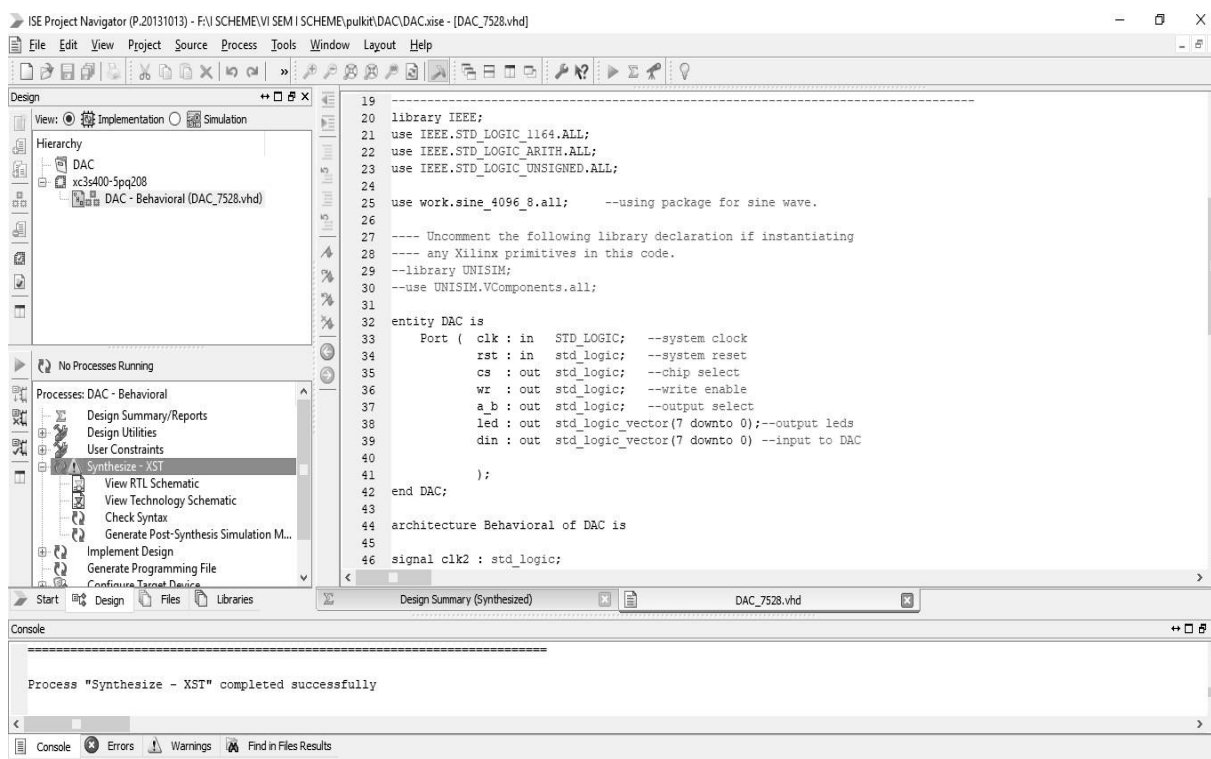 ISE Project Navigator (P.20131013) - F:\I SCHEME\VI SEM I SCHEME\pulkit\DAC\DAC.xise - [DAC_7528.vhd]
File Edit View Project Source Process Tools Window Layout Help
Design
View: Implementation Simulation
Hierarchy
DAC
xc3s400-5pq208
DAC - Behavioral (DAC_7528.vhd)
No Processes Running
Processes: DAC - Behavioral
Design Summary/Reports
Design Utilities
User Constraints
Synthesize - XST
View RTL Schematic
View Technology Schematic
Check Syntax
Generate Post-Synthesis Simulation M...
Implement Design
Generate Programming File
Configure Target Device
Start Design Files Libraries
19 ---------------------------------------------------------------------------------
20 library IEEE;
21 use IEEE.STD_LOGIC_1164.ALL;
22 use IEEE.STD_LOGIC_ARITH.ALL;
23 use IEEE.STD_LOGIC_UNSIGNED.ALL;
24
25 use work.sine_4096_8.all; --using package for sine wave.
26
27 ---- Uncomment the following library declaration if instantiating
28 ---- any Xilinx primitives in this code.
29 --library UNISIM;
30 --use UNISIM.VComponents.all;
31
32 entity DAC is
33 Port ( clk : in STD_LOGIC; --system clock
34 rst : in std_logic; --system reset
35 cs : out std_logic; --chip select
36 wr : out std_logic; --write enable
37 a_b : out std_logic; --output select
38 led : out std_logic_vector(7 downto 0);--output leds
39 din : out std_logic_vector(7 downto 0) --input to DAC
40
41 );
42 end DAC;
43
44 architecture Behavioral of DAC is
45
46 signal clk2 : std_logic;
Design Summary (Synthesized) DAC_7528.vhd
Console
=========================================================================
Process "Synthesize - XST" completed successfully
Console Errors Warnings Find in Files Results